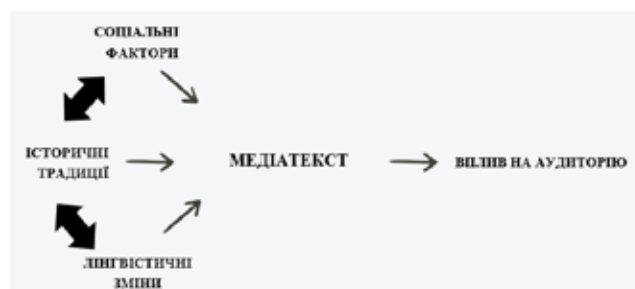 СОЦІАЛЬНІ
ФАКТОРИ
ІСТОРИЧНІ
ТРАДИЦІЇ
МЕДІАТЕКСТ
ВПЛИВ НА АУДИТОРІЮ
ЛІНГВІСТИЧНІ
ЗМІНИ